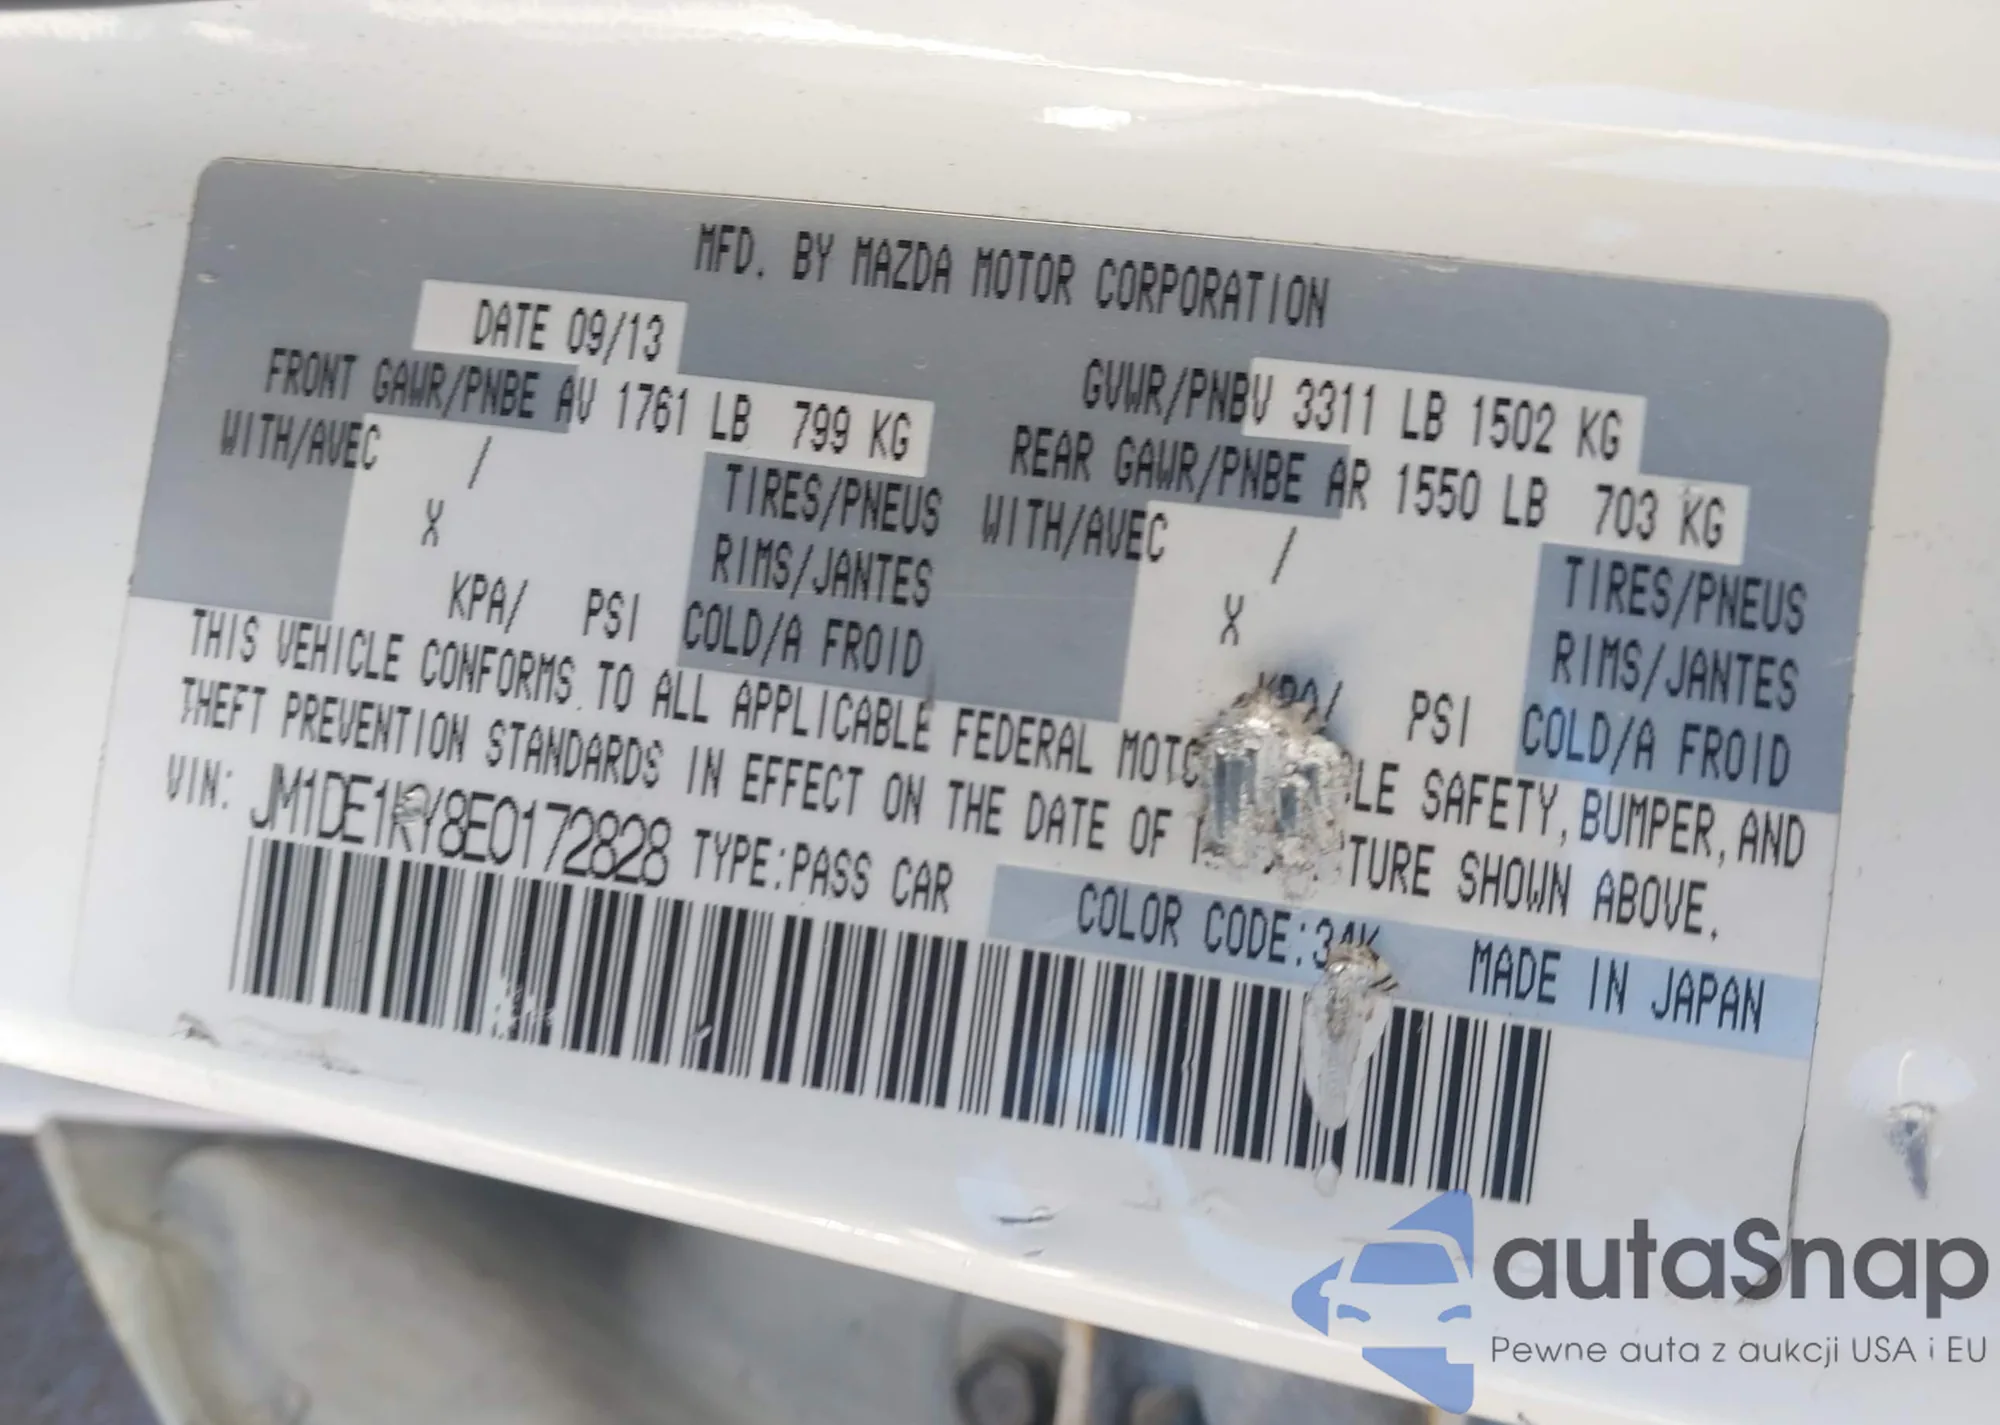 MFD. BY MAZDA MOTOR CORPORATION
DATE 09/13
GVWR/PNBV 3311 LB 1502 KG
FRONT GAWR/PNBE AV 1761 LB 799 KG
REAR GAWR/PNBE AR 1550 LB 703 KG
WITH/AVEC / TIRES/PNEUS
WITH/AVEC / TIRES/PNEUS
X RIMS/JANTES
X RIMS/JANTES
KPA/ PSI COLD/A FROID
KPA/ PSI COLD/A FROID
THIS VEHICLE CONFORMS TO ALL APPLICABLE FEDERAL MOTO LE SAFETY, BUMPER, AND
THEFT PREVENTION STANDARDS IN EFFECT ON THE DATE OF TURE SHOWN ABOVE.
VIN: JM1DE1KY8E0172828 TYPE:PASS CAR
COLOR CODE:34K MADE IN JAPAN
autaSnap
Pewne auta z aukcji USA i EU